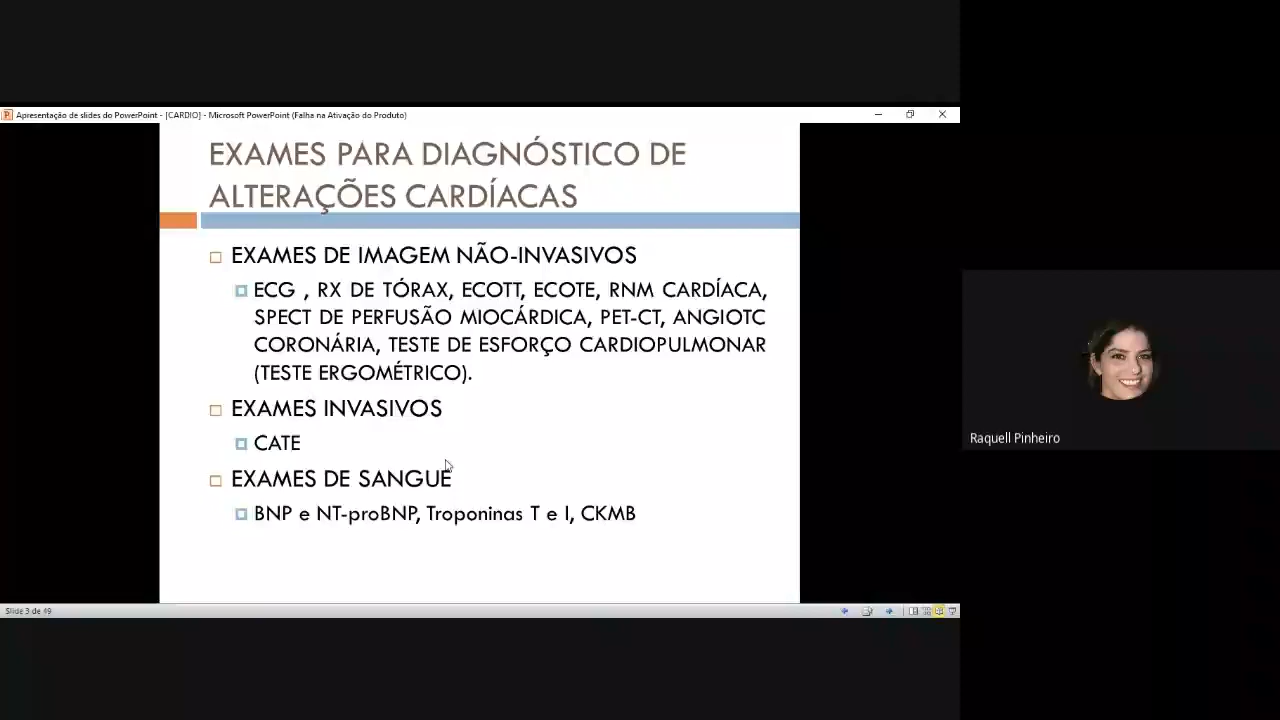 Apresentação de slides do PowerPoint - [CARDIO] - Microsoft PowerPoint (Falha na Ativação do Produto)
EXAMES PARA DIAGNÓSTICO DE
ALTERAÇÕES CARDÍACAS
EXAMES DE IMAGEM NÃO-INVASIVOS
ECG , RX DE TÓRAX, ECOTT, ECOTE, RNM CARDÍACA,
SPECT DE PERFUSÃO MIOCÁRDICA, PET-CT, ANGIOTC
CORONÁRIA, TESTE DE ESFORÇO CARDIOPULMONAR
(TESTE ERGOMÉTRICO).
EXAMES INVASIVOS
CATE
EXAMES DE SANGUE
BNP e NT-proBNP, Troponinas T e I, CKMB
Raquell Pinheiro
Slide 3 de 49